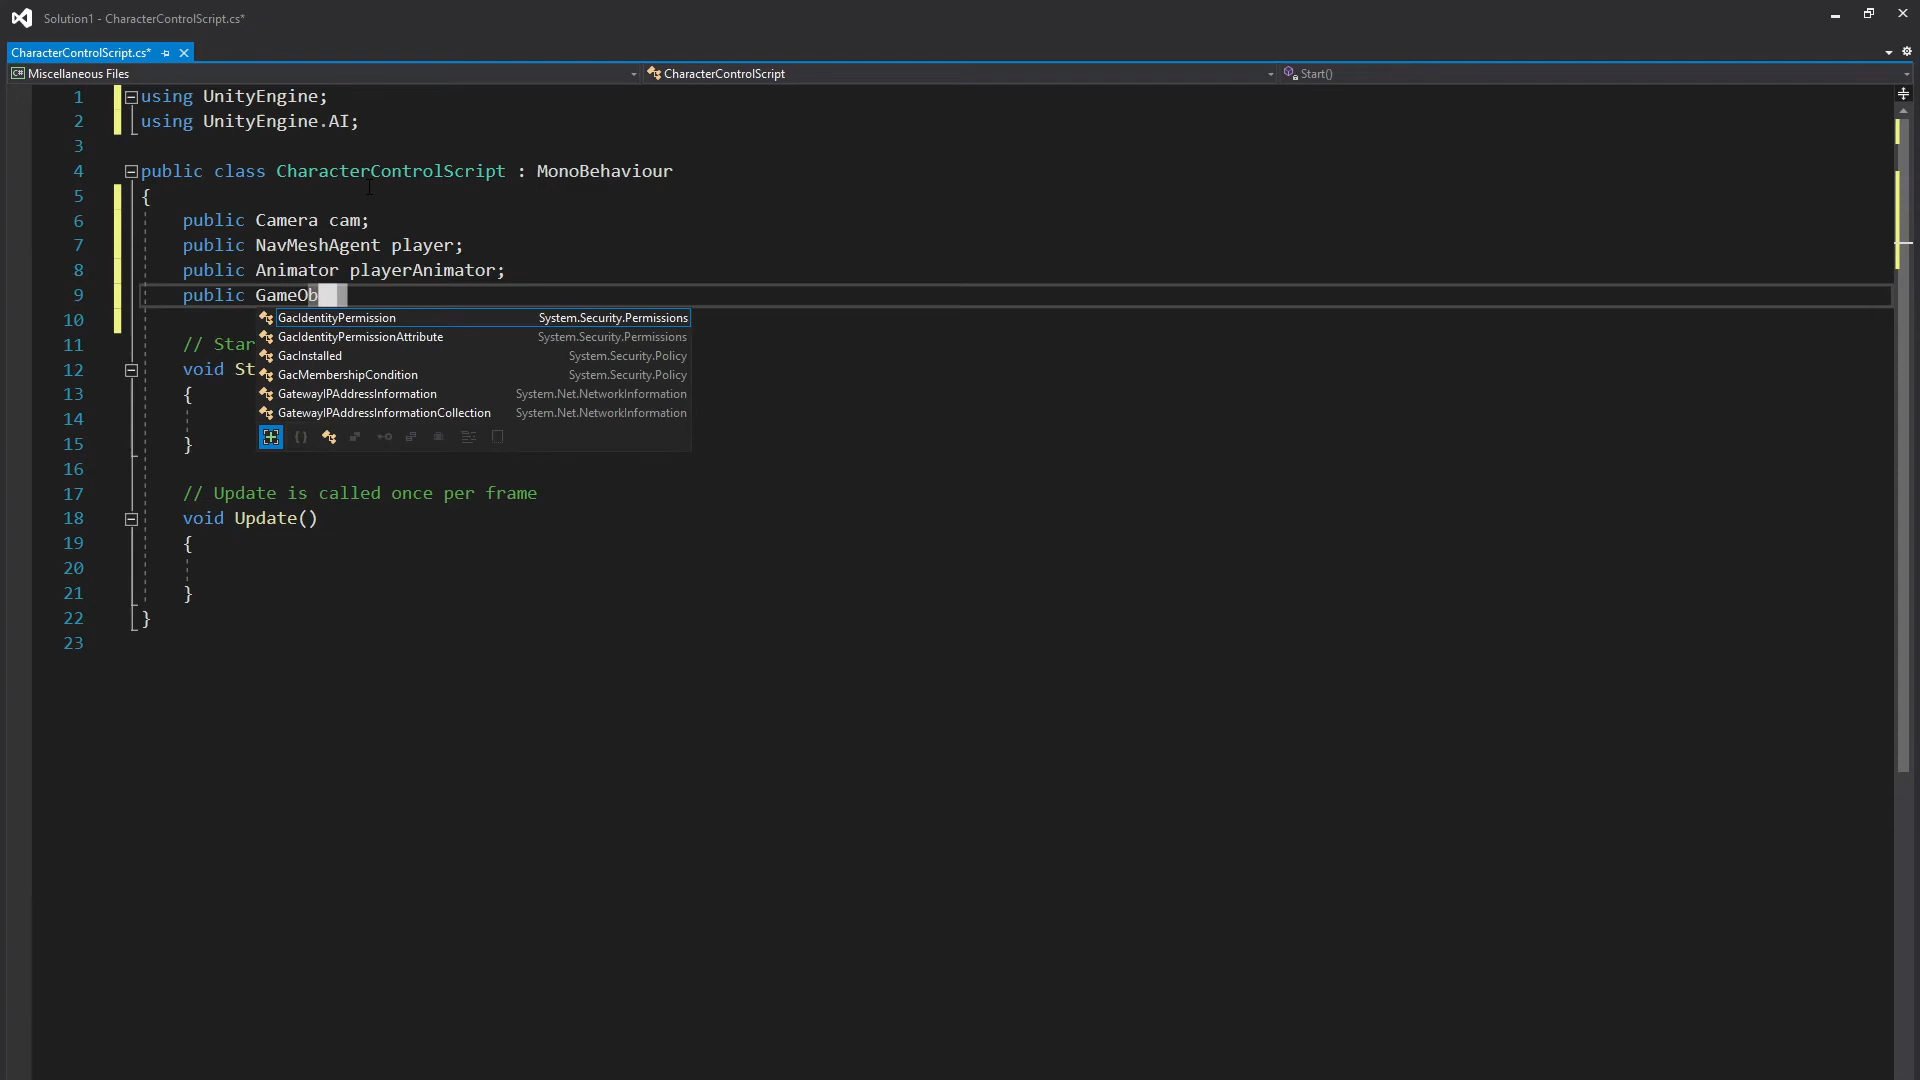 Solution1 - CharacterControlScript.cs*
CharacterControlScript.cs*
C# Miscellaneous Files CharacterControlScript Start()
1 using UnityEngine;
2 using UnityEngine.AI;
3
4 public class CharacterControlScript : MonoBehaviour
5 {
6 public Camera cam;
7 public NavMeshAgent player;
8 public Animator playerAnimator;
9 public GameOb
10 GacIdentityPermission System.Security.Permissions
GacIdentityPermissionAttribute System.Security.Permissions
11 // Star GacInstalled System.Security.Policy
12 void St GacMembershipCondition System.Security.Policy
13 { GatewayIPAddressInformation System.Net.NetworkInformation
14 GatewayIPAddressInformationCollection System.Net.NetworkInformation
15 }
16
17 // Update is called once per frame
18 void Update()
19 {
20
21 }
22 }
23